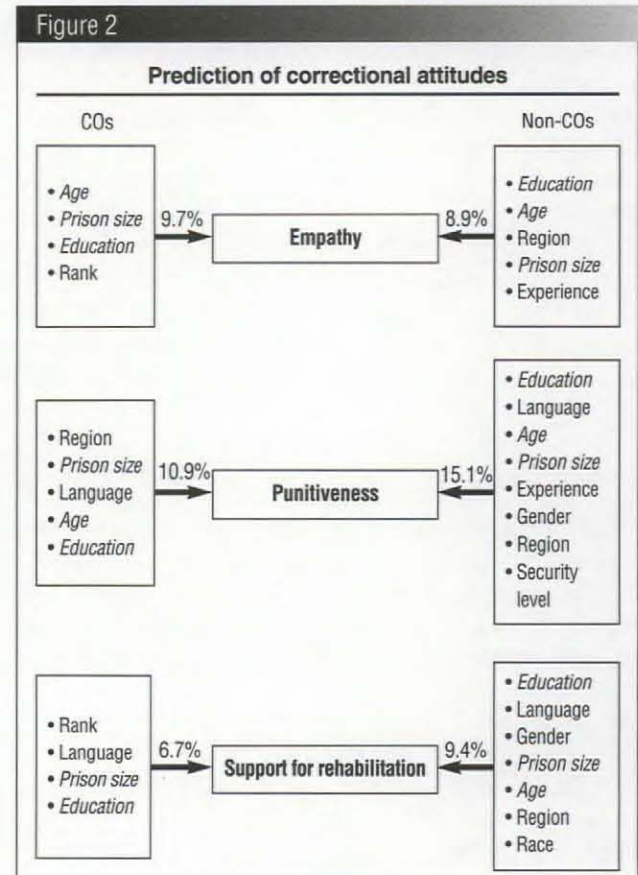 Figure 2
Prediction of correctional attitudes
COs
Non-COs
• Age
• Prison size
• Education
• Rank
9.7%
Empathy
8.9%
• Education
• Age
• Region
• Prison size
• Experience
• Region
• Prison size
• Language
• Age
• Education
10.9%
Punitiveness
15.1%
• Education
• Language
• Age
• Prison size
• Experience
• Gender
• Region
• Security
level
• Rank
• Language
• Prison size
• Education
6.7%
Support for rehabilitation
9.4%
• Education
• Language
• Gender
• Prison size
• Age
• Region
• Race